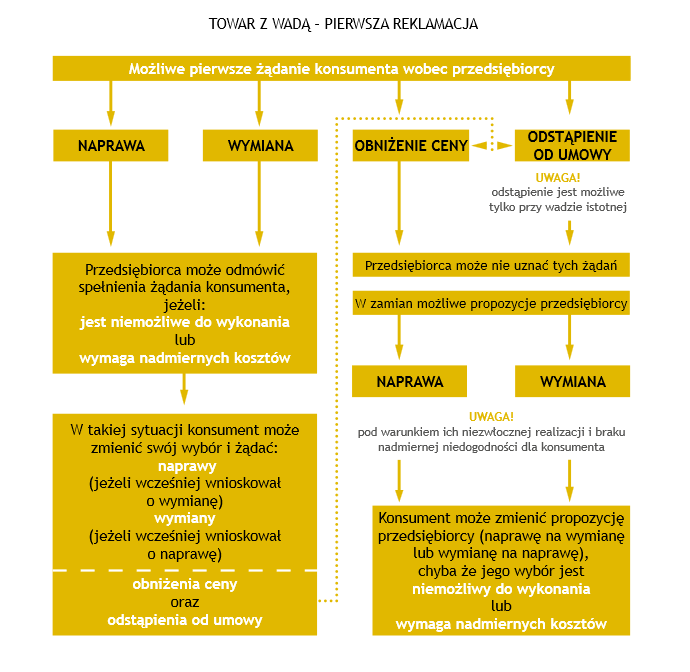 TOWAR Z WADĄ – PIERWSZA REKLAMACJA
Możliwe pierwsze żądanie konsumenta wobec przedsiębiorcy
NAPRAWA
WYMIANA
OBNIŻENIE CENY
ODSTĄPIENIE
OD UMOWY
UWAGA!
odstąpienie jest możliwe
tylko przy wadzie istotnej
Przedsiębiorca może odmówić
spełnienia żądania konsumenta,
jeżeli:
jest niemożliwe do wykonania
lub
wymaga nadmiernych kosztów
W takiej sytuacji konsument może
zmienić swój wybór i żądać:
naprawy
(jeżeli wcześniej wnioskował
o wymianę)
wymiany
(jeżeli wcześniej wnioskował
o naprawę)
obniżenia ceny
oraz
odstąpienia od umowy
Przedsiębiorca może nie uznać tych żądań
W zamian możliwe propozycje przedsiębiorcy
NAPRAWA
WYMIANA
UWAGA!
pod warunkiem ich niezwłocznej realizacji i braku
nadmiernej niedogodności dla konsumenta
Konsument może zmienić propozycję
przedsiębiorcy (naprawę na wymianę
lub wymianę na naprawę),
chyba że jego wybór jest
niemożliwy do wykonania
lub
wymaga nadmiernych kosztów